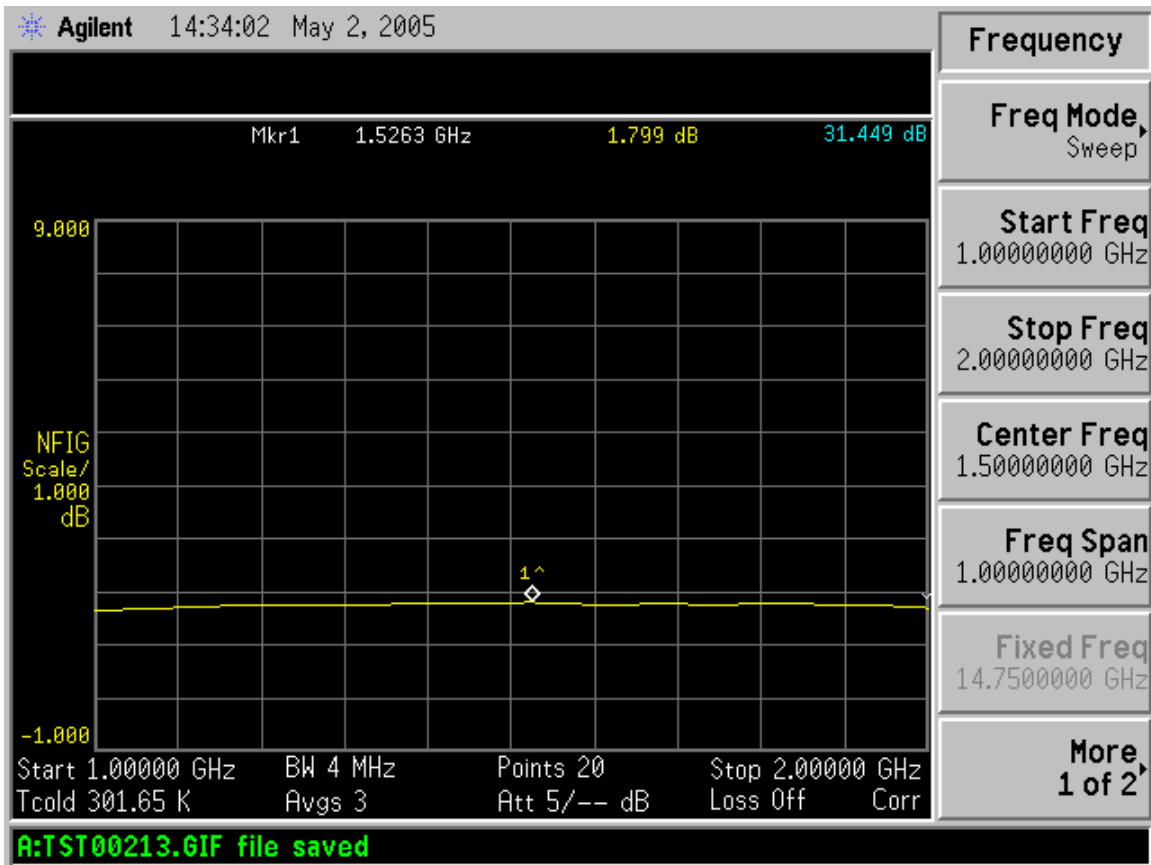 Agilent 14:34:02 May 2, 2005
Mkr1 1.5263 GHz 1.799 dB 31.449 dB
9.000
NFIG
Scale/
1.000
dB
1^
-1.000
Start 1.00000 GHz BW 4 MHz Points 20 Stop 2.00000 GHz
Tcold 301.65 K Avgs 3 Att 5/-- dB Loss Off Corr
A:TST00213.GIF file saved
Frequency
Freq Mode
Sweep
Start Freq
1.00000000 GHz
Stop Freq
2.00000000 GHz
Center Freq
1.50000000 GHz
Freq Span
1.00000000 GHz
Fixed Freq
14.7500000 GHz
More
1 of 2